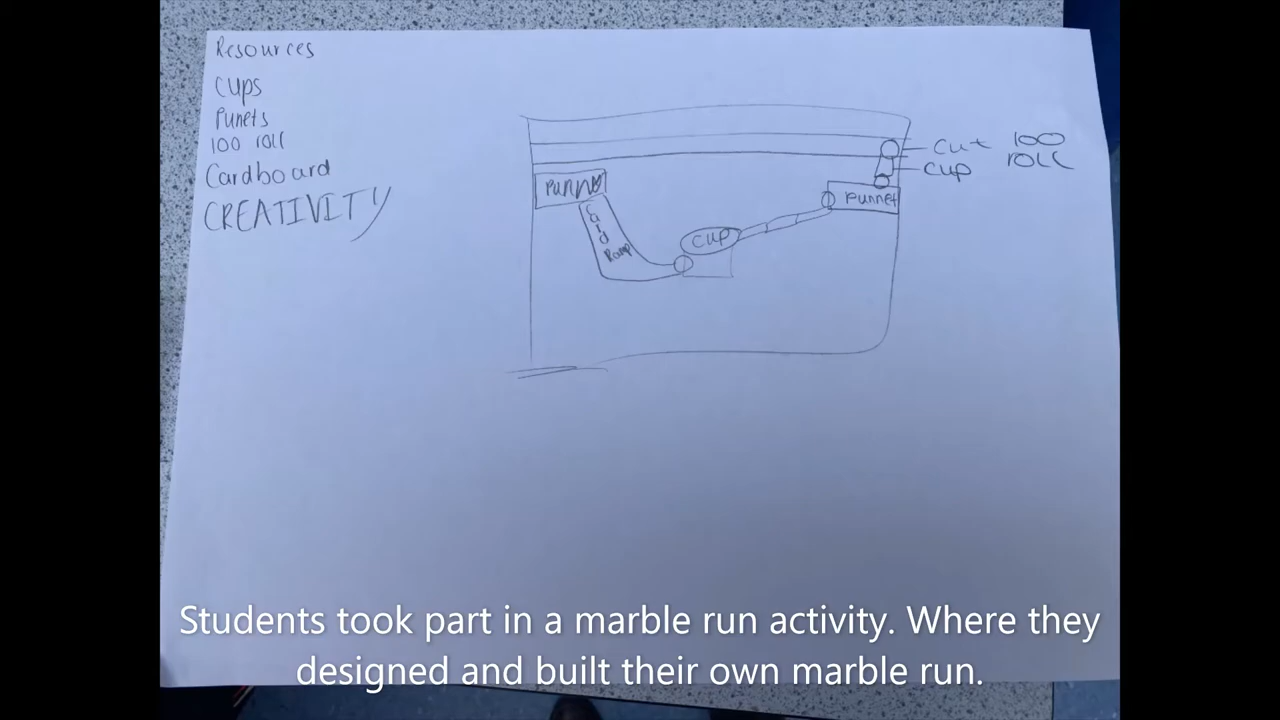 Resources
Cups
Punets
100 roll
Cardboard
CREATIVITY
Punnet
Card
Ramp
Cup
Punnet
Cut 100
roll
Cup
Students took part in a marble run activity. Where they
designed and built their own marble run.